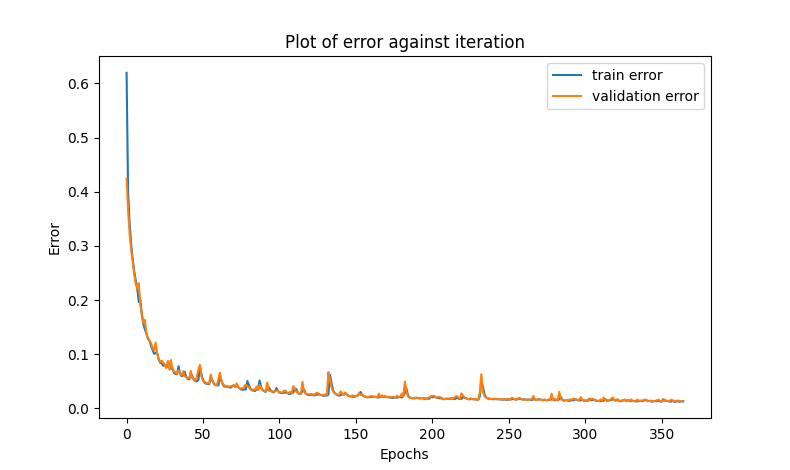 Plot of error against iteration
train error
validation error
Error
0.6
0.5
0.4
0.3
0.2
0.1
0.0
0 50 100 150 200 250 300 350
Epochs